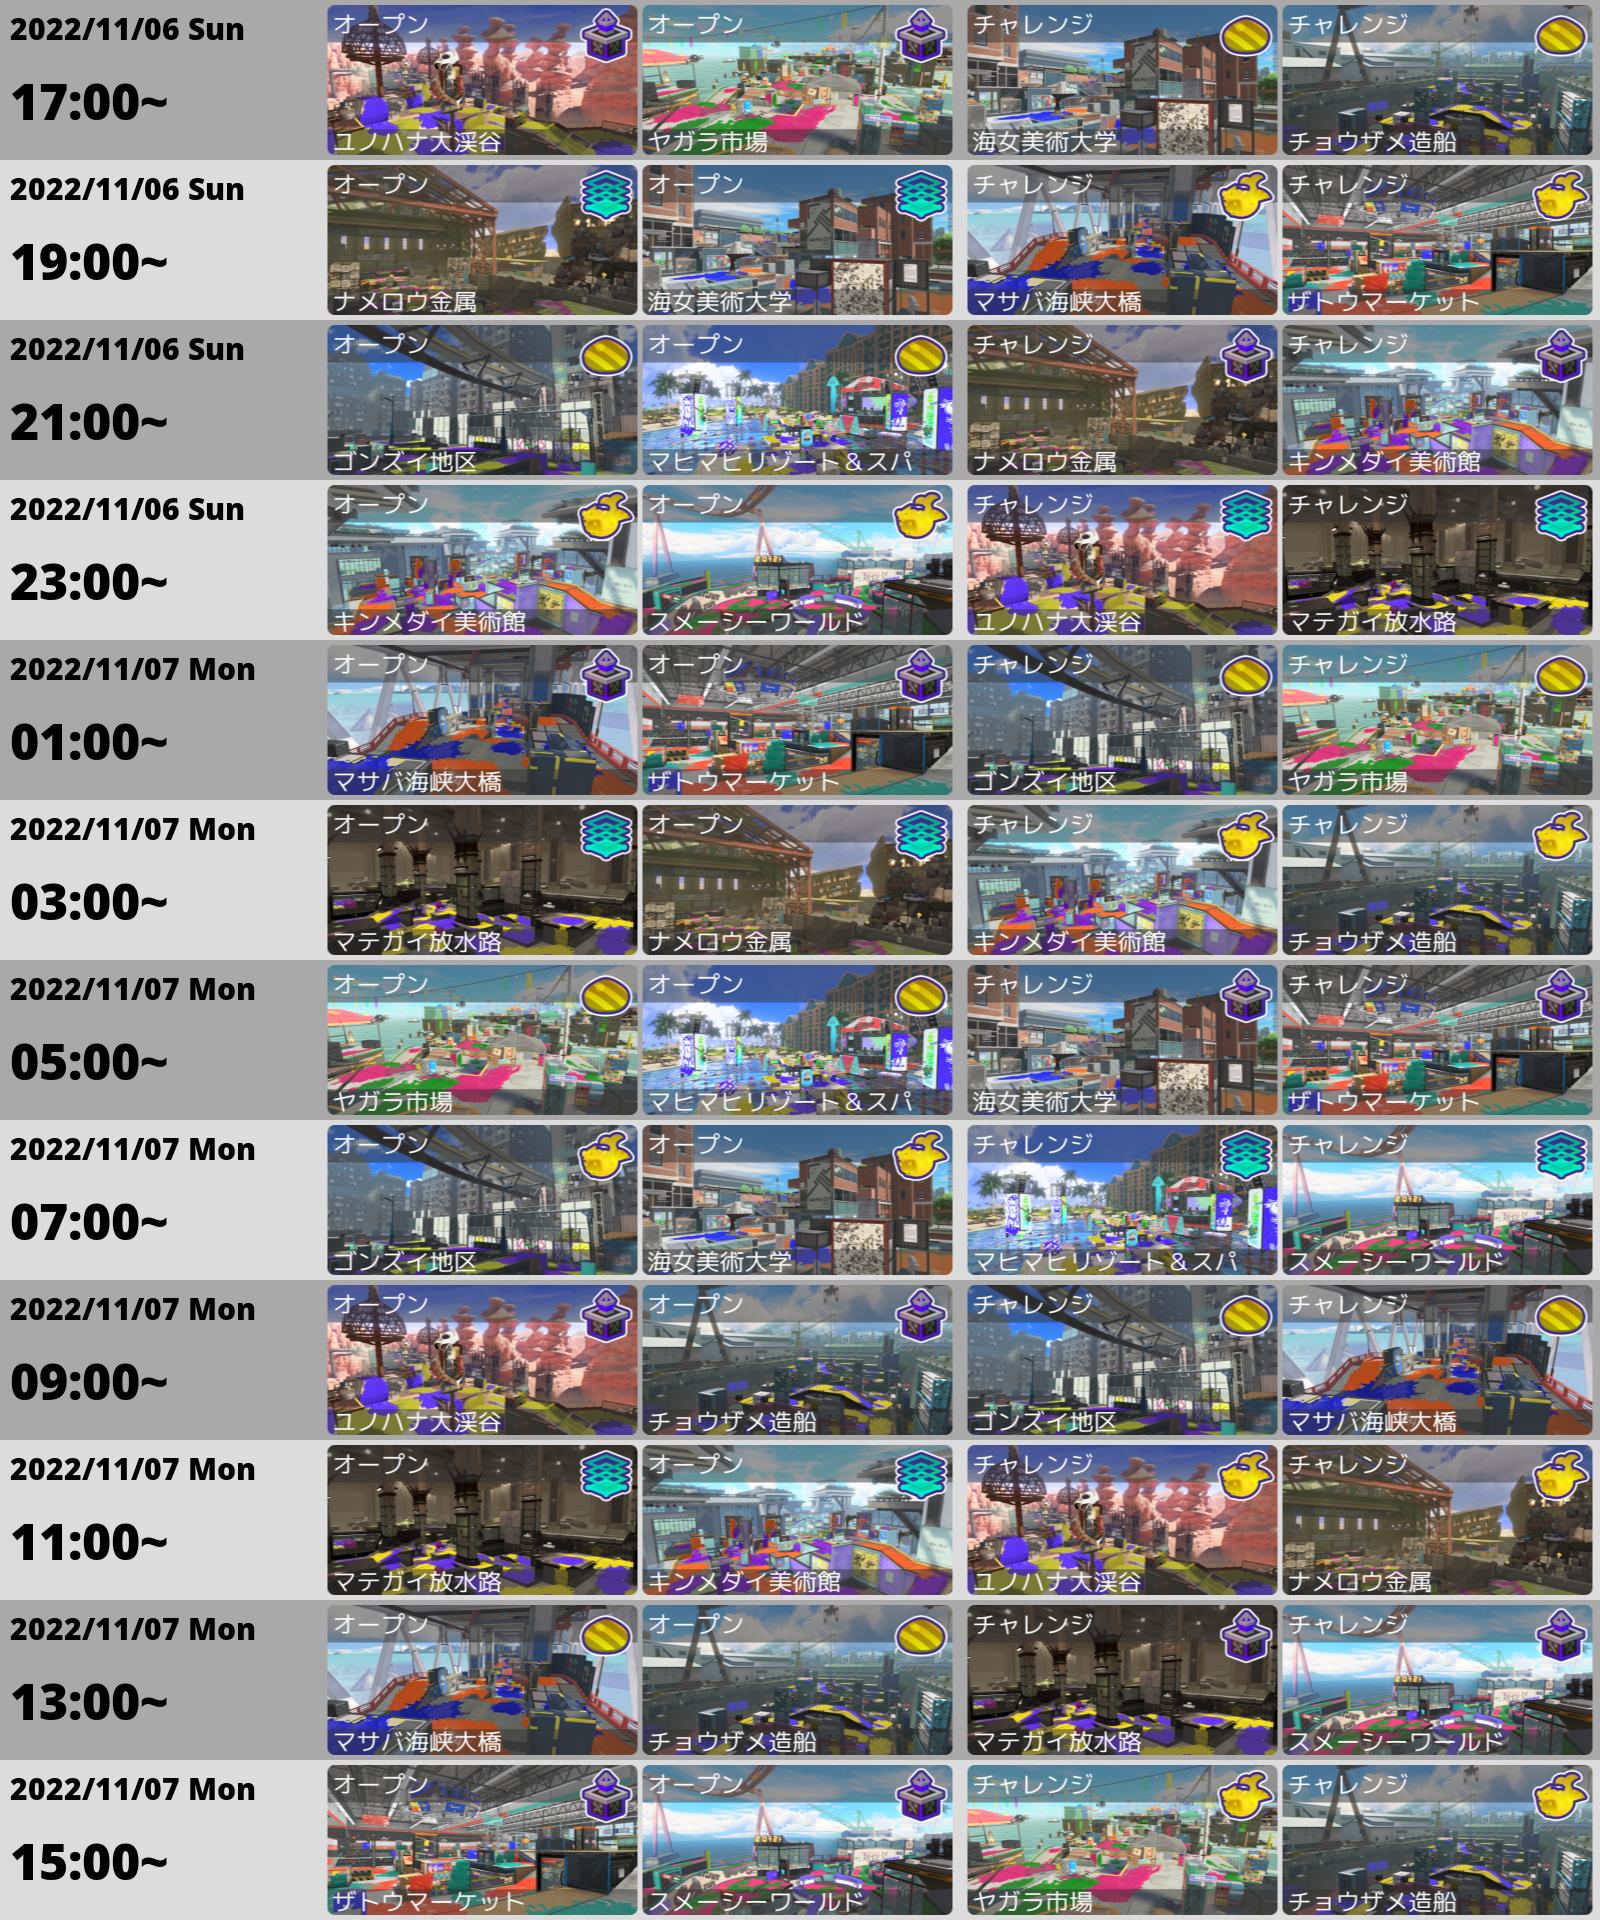 2022/11/06 Sun
17:00~
オープン
ユノハナ大渓谷
オープン
ヤガラ市場
チャレンジ
海女美術大学
チャレンジ
チョウザメ造船
2022/11/06 Sun
19:00~
オープン
ナメロウ金属
オープン
海女美術大学
チャレンジ
マサバ海峡大橋
チャレンジ
ザトウマーケット
2022/11/06 Sun
21:00~
オープン
ゴンズイ地区
オープン
マヒマヒリゾート＆スパ
チャレンジ
ナメロウ金属
チャレンジ
キンメダイ美術館
2022/11/06 Sun
23:00~
オープン
キンメダイ美術館
オープン
スメーシーワールド
チャレンジ
ユノハナ大渓谷
チャレンジ
マテガイ放水路
2022/11/07 Mon
01:00~
オープン
マサバ海峡大橋
オープン
ザトウマーケット
チャレンジ
ゴンズイ地区
チャレンジ
ヤガラ市場
2022/11/07 Mon
03:00~
オープン
マテガイ放水路
オープン
ナメロウ金属
チャレンジ
キンメダイ美術館
チャレンジ
チョウザメ造船
2022/11/07 Mon
05:00~
オープン
ヤガラ市場
オープン
マヒマヒリゾート＆スパ
チャレンジ
海女美術大学
チャレンジ
ザトウマーケット
2022/11/07 Mon
07:00~
オープン
ゴンズイ地区
オープン
海女美術大学
チャレンジ
マヒマヒリゾート＆スパ
チャレンジ
スメーシーワールド
2022/11/07 Mon
09:00~
オープン
ユノハナ大渓谷
オープン
チョウザメ造船
チャレンジ
ゴンズイ地区
チャレンジ
マサバ海峡大橋
2022/11/07 Mon
11:00~
オープン
マテガイ放水路
オープン
キンメダイ美術館
チャレンジ
ユノハナ大渓谷
チャレンジ
ナメロウ金属
2022/11/07 Mon
13:00~
オープン
マサバ海峡大橋
オープン
チョウザメ造船
チャレンジ
マテガイ放水路
チャレンジ
スメーシーワールド
2022/11/07 Mon
15:00~
オープン
ザトウマーケット
オープン
スメーシーワールド
チャレンジ
ヤガラ市場
チャレンジ
チョウザメ造船